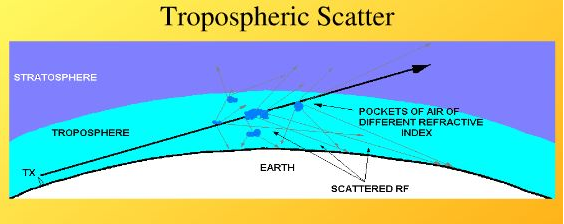 Tropospheric Scatter
STRATOSPHERE
TROPOSPHERE
POCKETS OF AIR OF
DIFFERENT REFRACTIVE
INDEX
TX
EARTH
SCATTERED RF